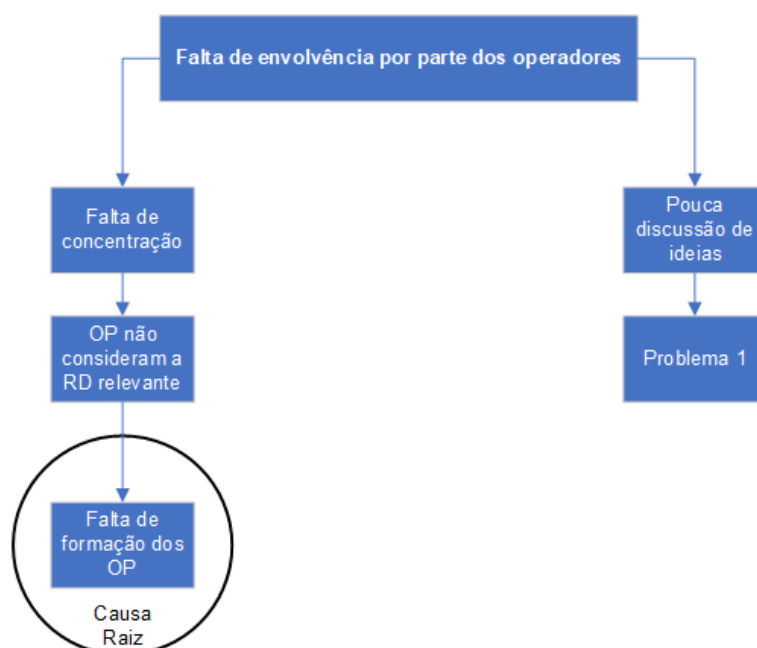 Falta de envolvência por parte dos operadores
Falta de
concentração
Pouca
discussão de
ideias
OP não
consideram a
RD relevante
Problema 1
Falta de
formação dos
OP
Causa
Raiz